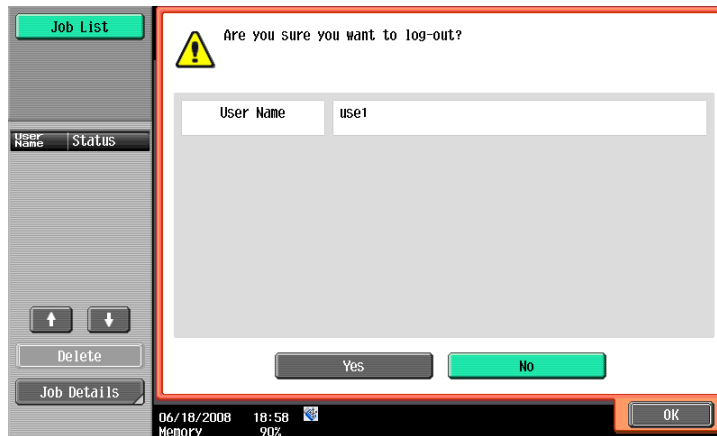 Job List
Are you sure you want to log-out?
User Name use1
User Name Status
Delete
Job Details
Yes No
06/18/2008 18:58
Memory 90%
OK